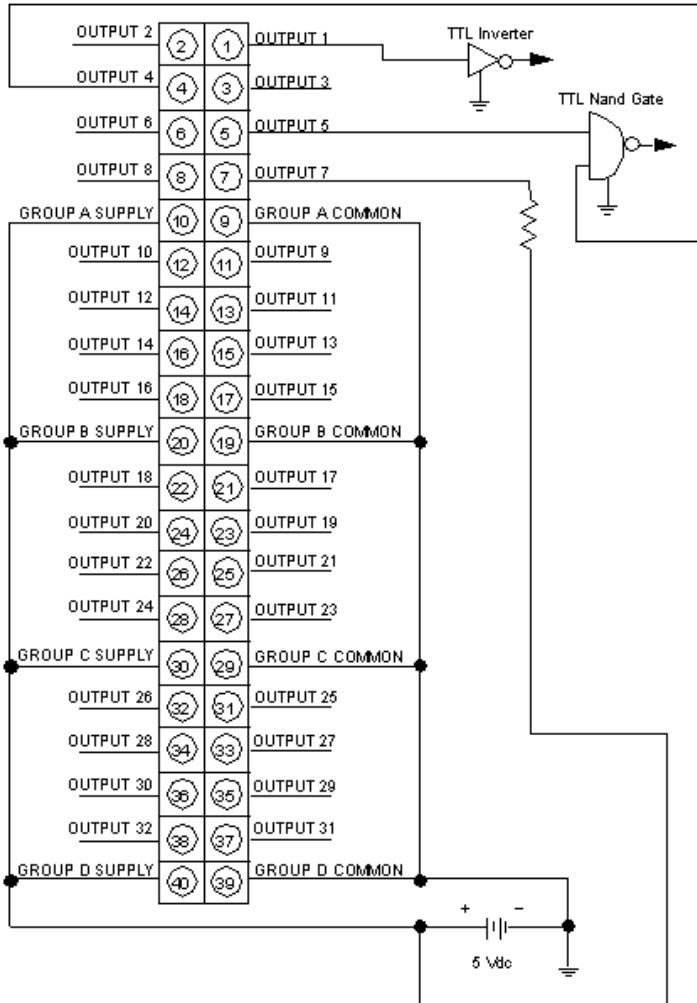 OUTPUT 2 2 1 OUTPUT 1 TTL Inverter
OUTPUT 4 4 3 OUTPUT 3
TTL Nand Gate
OUTPUT 6 6 5 OUTPUT 5
OUTPUT 8 8 7 OUTPUT 7
GROUP A SUPPLY 10 9 GROUP A COMMON
OUTPUT 10 12 11 OUTPUT 9
OUTPUT 12 14 13 OUTPUT 11
OUTPUT 14 16 15 OUTPUT 13
OUTPUT 16 18 17 OUTPUT 15
GROUP B SUPPLY 20 19 GROUP B COMMON
OUTPUT 18 22 21 OUTPUT 17
OUTPUT 20 24 23 OUTPUT 19
OUTPUT 22 26 25 OUTPUT 21
OUTPUT 24 28 27 OUTPUT 23
GROUP C SUPPLY 30 29 GROUP C COMMON
OUTPUT 26 32 31 OUTPUT 25
OUTPUT 28 34 33 OUTPUT 27
OUTPUT 30 36 35 OUTPUT 29
OUTPUT 32 38 37 OUTPUT 31
GROUP D SUPPLY 40 39 GROUP D COMMON
+ −
5 Vdc